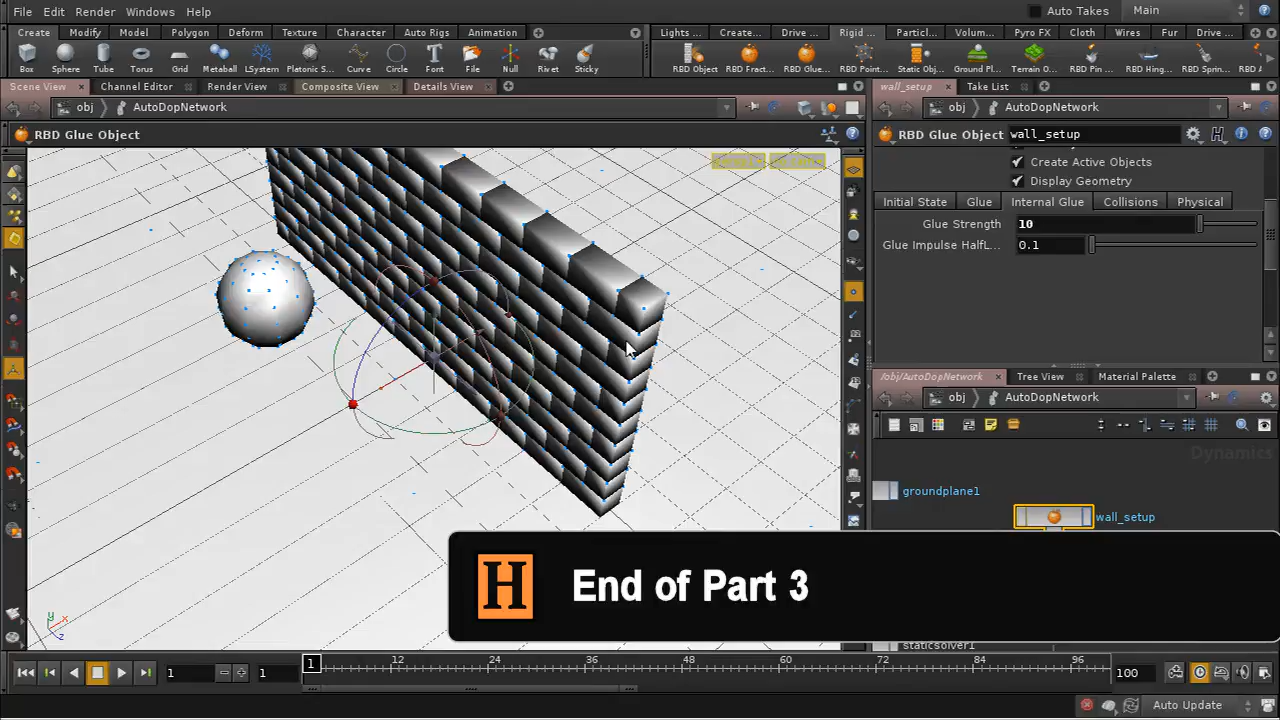 File Edit Render Windows Help
Auto Takes Main
Create Modify Model Polygon Deform Texture Character Auto Rigs Animation
Lights ... Create... Drive ... Rigid ... Particl... Volum... Pyro FX Cloth Wires Fur Drive ...
Box Sphere Tube Torus Grid Metaball LSystem Platonic S... Curve Circle Font File Null Rivet Sticky
RBD Object RBD Fract... RBD Glue... RBD Point... Static Obj... Ground Pl... Terrain O... RBD Pin ... RBD Hing... RBD Sprin...
Scene View Channel Editor Render View Composite View Details View
wall_setup Take List
obj AutoDopNetwork
obj AutoDopNetwork
RBD Glue Object
RBD Glue Object wall_setup
Create Active Objects
Display Geometry
Initial State Glue Internal Glue Collisions Physical
Glue Strength 10
Glue Impulse HalfL... 0.1
/obj/AutoDopNetwork Tree View Material Palette
obj AutoDopNetwork
Dynamics
groundplane1
wall_setup
H End of Part 3
staticsolver1
y x z
1 1 1 12 24 36 48 60 72 84 96 100
Auto Update